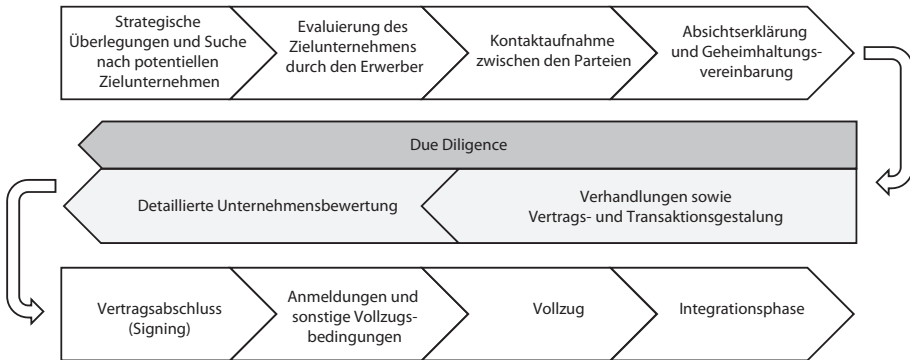 Strategische
Überlegungen und Suche
nach potentiellen
Zielunternehmen
Evaluierung des
Zielunternehmens
durch den Erwerber
Kontaktaufnahme
zwischen den Parteien
Absichtserklärung
und Geheimhaltungs-
vereinbarung
Due Diligence
Verhandlungen sowie
Vertrags- und Transaktionsgestalung
Detaillierte Unternehmensbewertung
Vertragsabschluss
(Signing)
Anmeldungen und
sonstige Vollzugs-
bedingungen
Vollzug
Integrationsphase